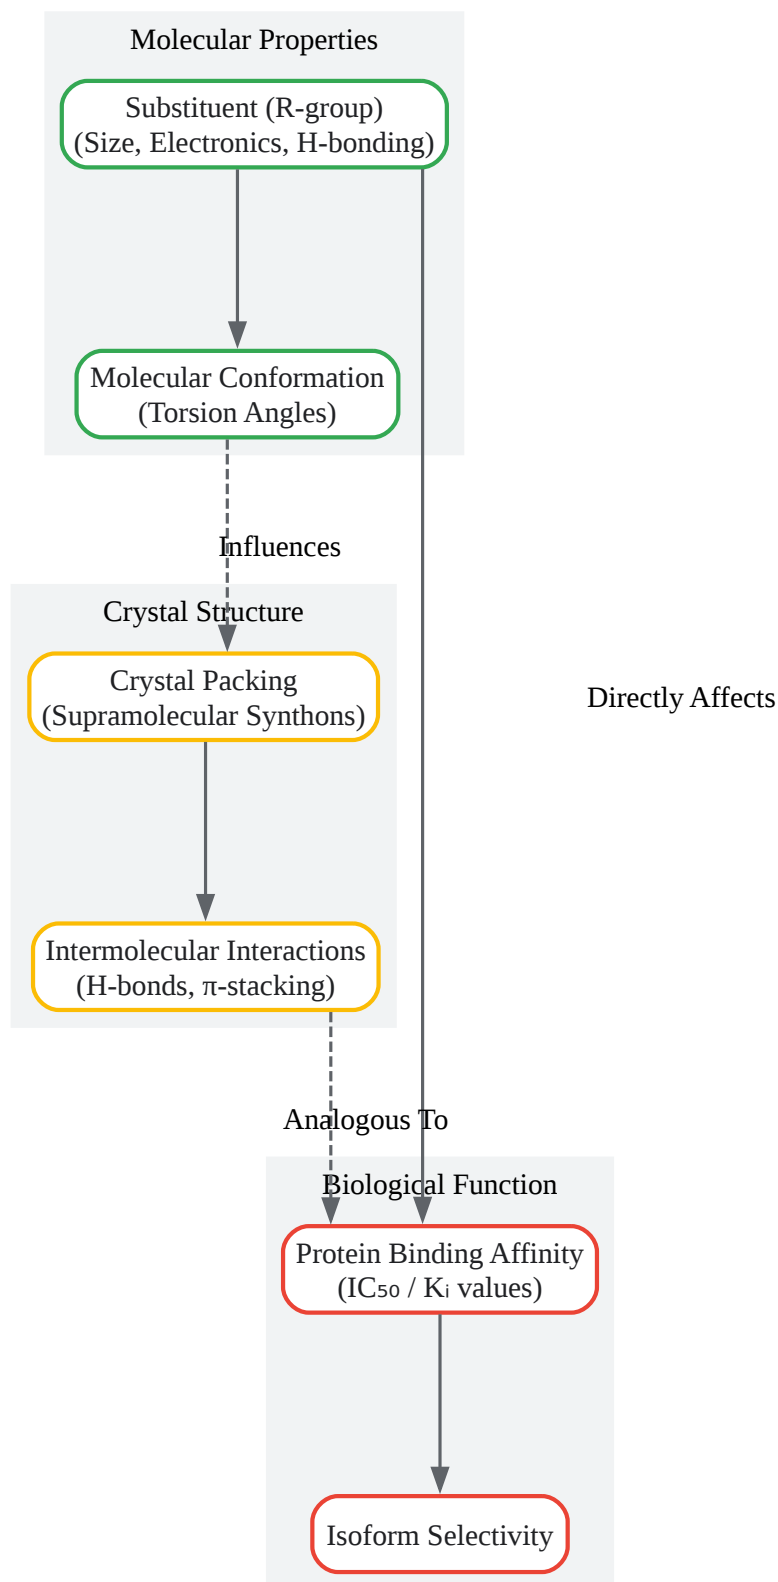 Molecular Properties
Substituent (R-group)
(Size, Electronics, H-bonding)
Molecular Conformation
(Torsion Angles)
Influences
Crystal Structure
Crystal Packing
(Supramolecular Synthons)
Directly Affects
Intermolecular Interactions
(H-bonds, π-stacking)
Analogous To
Biological Function
Protein Binding Affinity
(IC₅₀ / Kᵢ values)
Isoform Selectivity